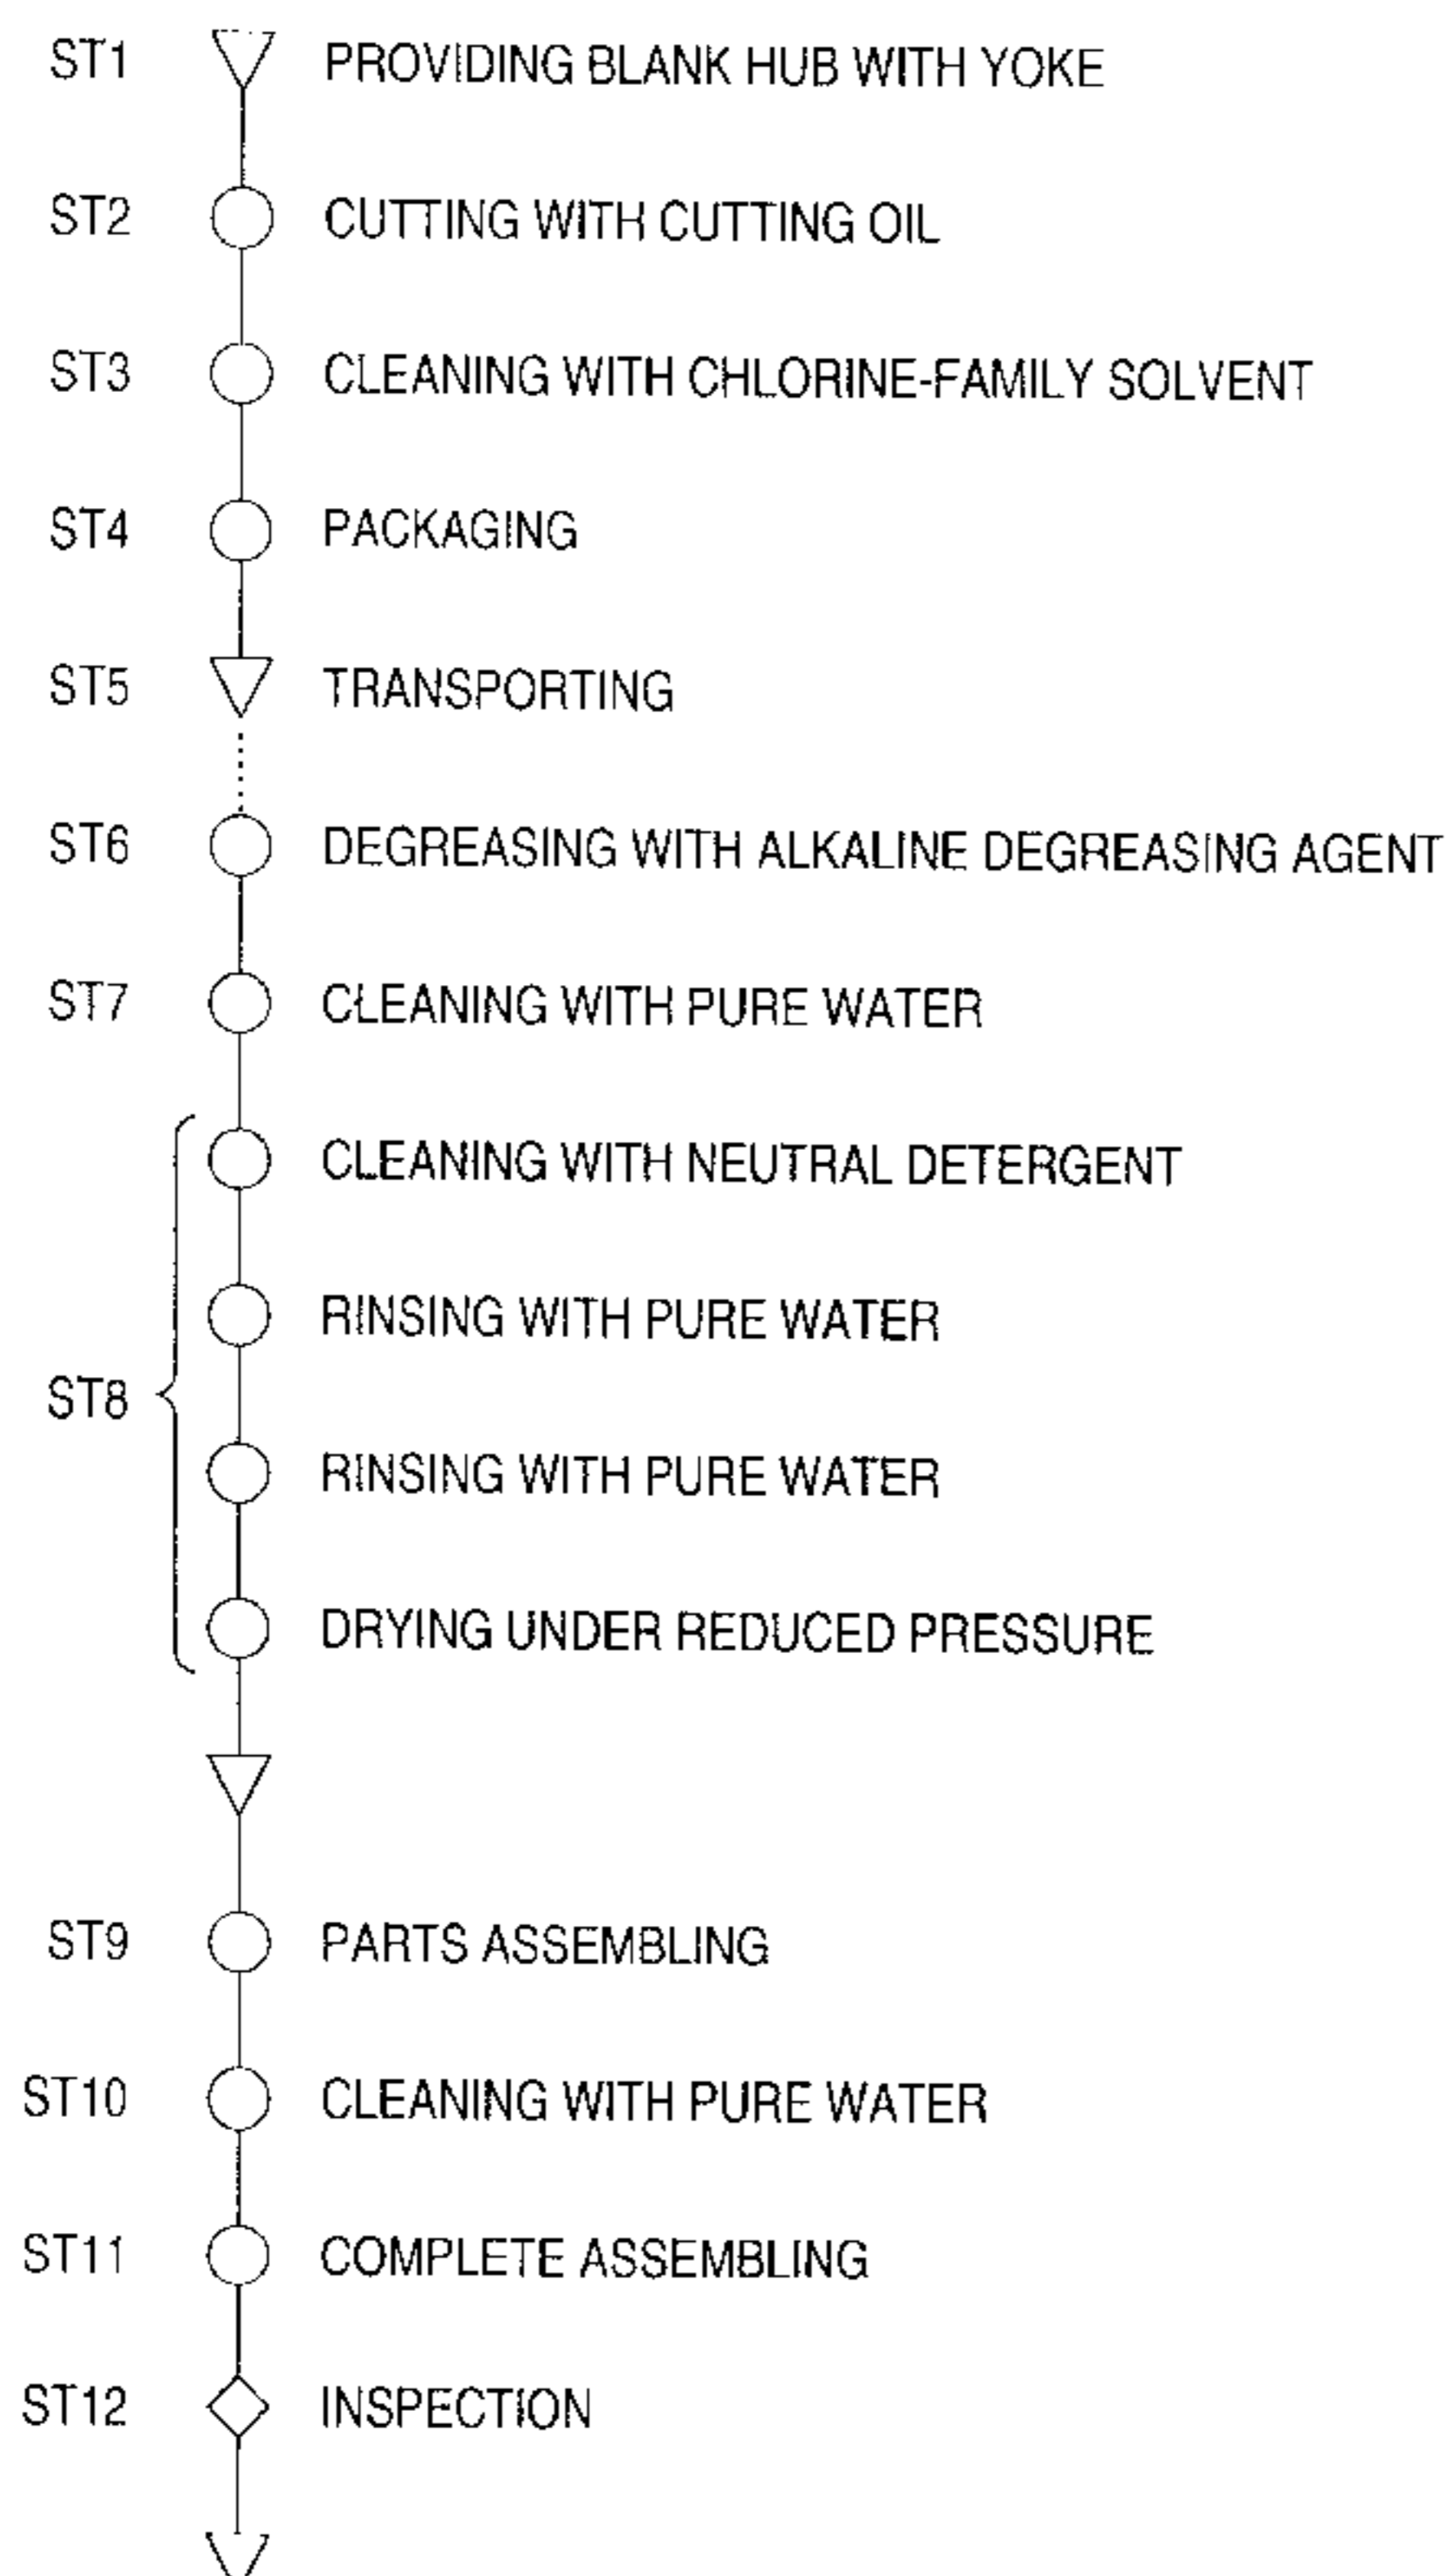 ST1 PROVIDING BLANK HUB WITH YOKE
ST2 CUTTING WITH CUTTING OIL
ST3 CLEANING WITH CHLORINE-FAMILY SOLVENT
ST4 PACKAGING
ST5 TRANSPORTING
ST6 DEGREASING WITH ALKALINE DEGREASING AGENT
ST7 CLEANING WITH PURE WATER
CLEANING WITH NEUTRAL DETERGENT
RINSING WITH PURE WATER
ST8
RINSING WITH PURE WATER
DRYING UNDER REDUCED PRESSURE
ST9 PARTS ASSEMBLING
ST10 CLEANING WITH PURE WATER
ST11 COMPLETE ASSEMBLING
ST12 INSPECTION